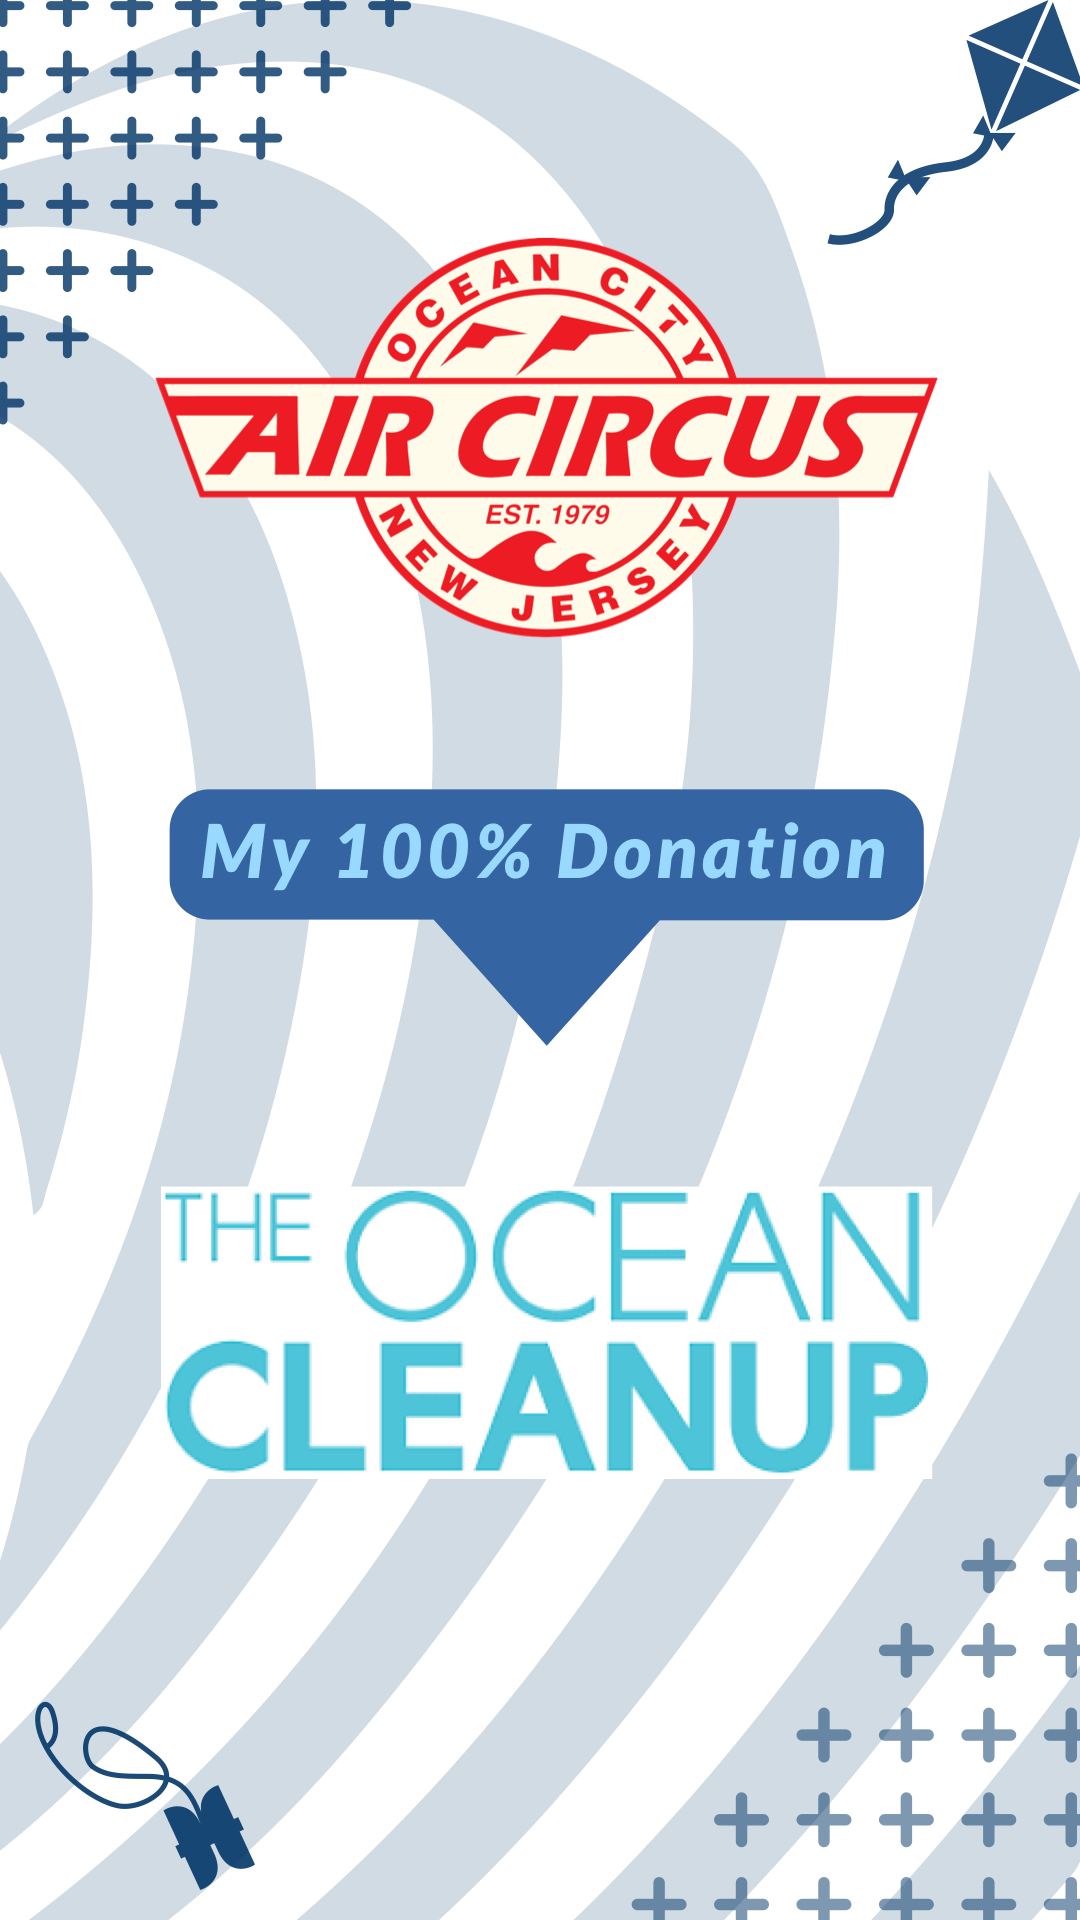 OCEAN CITY
AIR CIRCUS
EST. 1979
NEW JERSEY
My 100% Donation
THE OCEAN
CLEANUP